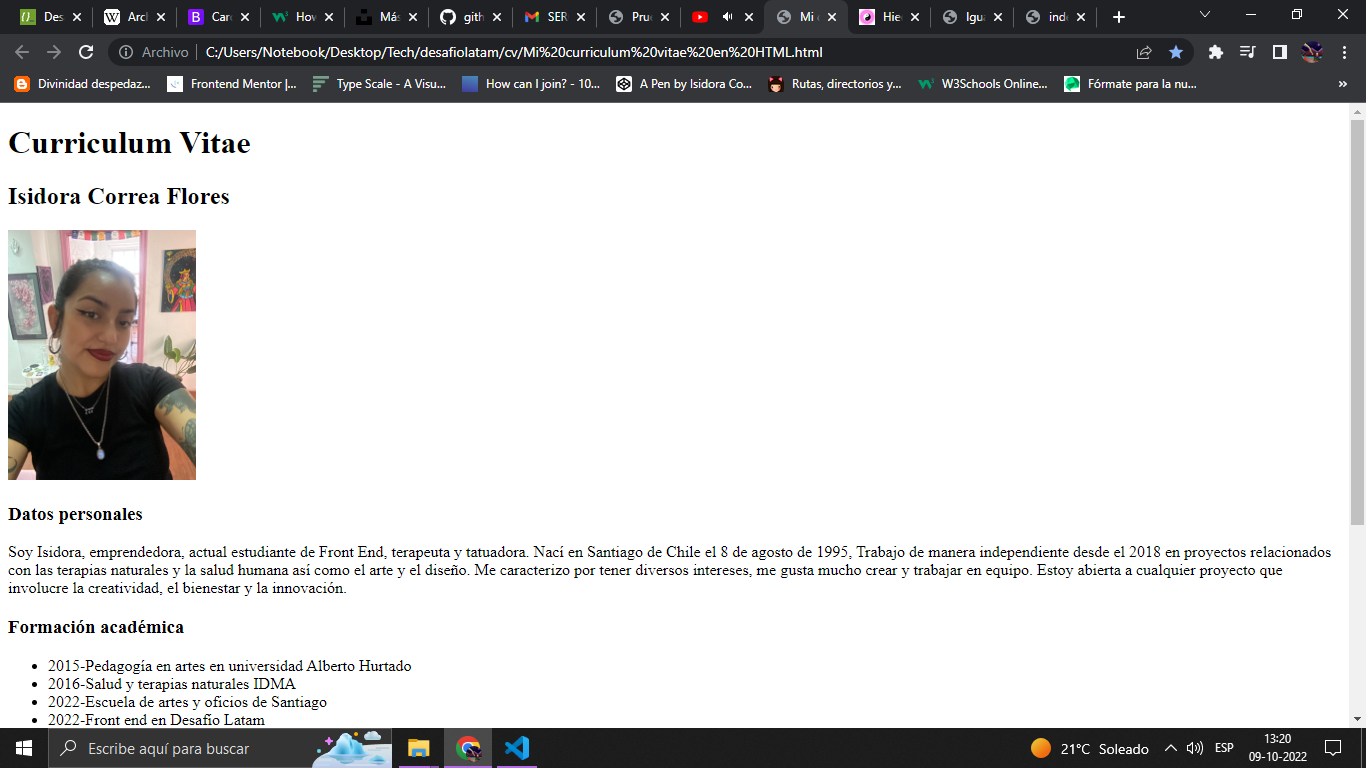 Des
Arch
Card
How
Más
gith
SER
Prue
Mi c
Hie
Igua
inde
Archivo
C:/Users/Notebook/Desktop/Tech/desafiolatam/cv/Mi%20curriculum%20vitae%20en%20HTML.html
Divinidad despedaz...
Frontend Mentor |...
Type Scale - A Visu...
How can I join? - 10...
A Pen by Isidora Co...
Rutas, directorios y...
W3Schools Online...
Fórmate para la nu...
»
Curriculum Vitae
Isidora Correa Flores
Datos personales
Soy Isidora, emprendedora, actual estudiante de Front End, terapeuta y tatuadora. Nací en Santiago de Chile el 8 de agosto de 1995, Trabajo de manera independiente desde el 2018 en proyectos relacionados
con las terapias naturales y la salud humana así como el arte y el diseño. Me caracterizo por tener diversos intereses, me gusta mucho crear y trabajar en equipo. Estoy abierta a cualquier proyecto que
involucre la creatividad, el bienestar y la innovación.
Formación académica
• 2015-Pedagogía en artes en universidad Alberto Hurtado
• 2016-Salud y terapias naturales IDMA
• 2022-Escuela de artes y oficios de Santiago
• 2022-Front end en Desafío Latam
Escribe aquí para buscar
21°C Soleado
ESP
13:20
09-10-2022